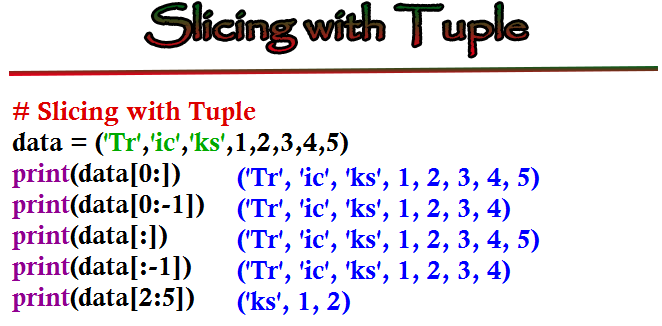 Slicing with Tuple
# Slicing with Tuple
data = ('Tr','ic','ks',1,2,3,4,5)
print(data[0:]) ('Tr', 'ic', 'ks', 1, 2, 3, 4, 5)
print(data[0:-1]) ('Tr', 'ic', 'ks', 1, 2, 3, 4)
print(data[:]) ('Tr', 'ic', 'ks', 1, 2, 3, 4, 5)
print(data[:-1]) ('Tr', 'ic', 'ks', 1, 2, 3, 4)
print(data[2:5]) ('ks', 1, 2)